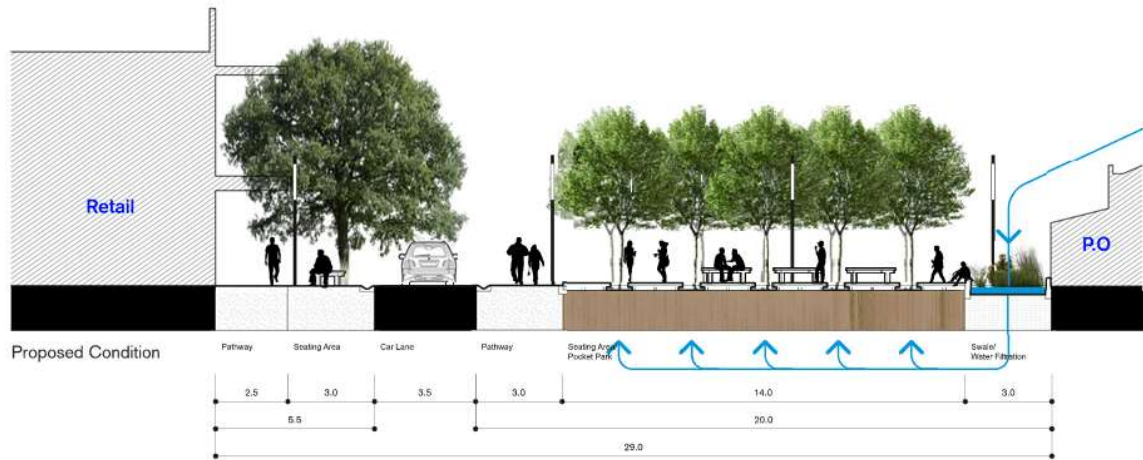 Retail
P.O
Proposed Condition
Pathway
Seating Area
Car Lane
Pathway
Seating Area/
Pocket Park
Swale/
Water Filtration
2.5
3.0
3.5
3.0
14.0
3.0
5.5
20.0
29.0